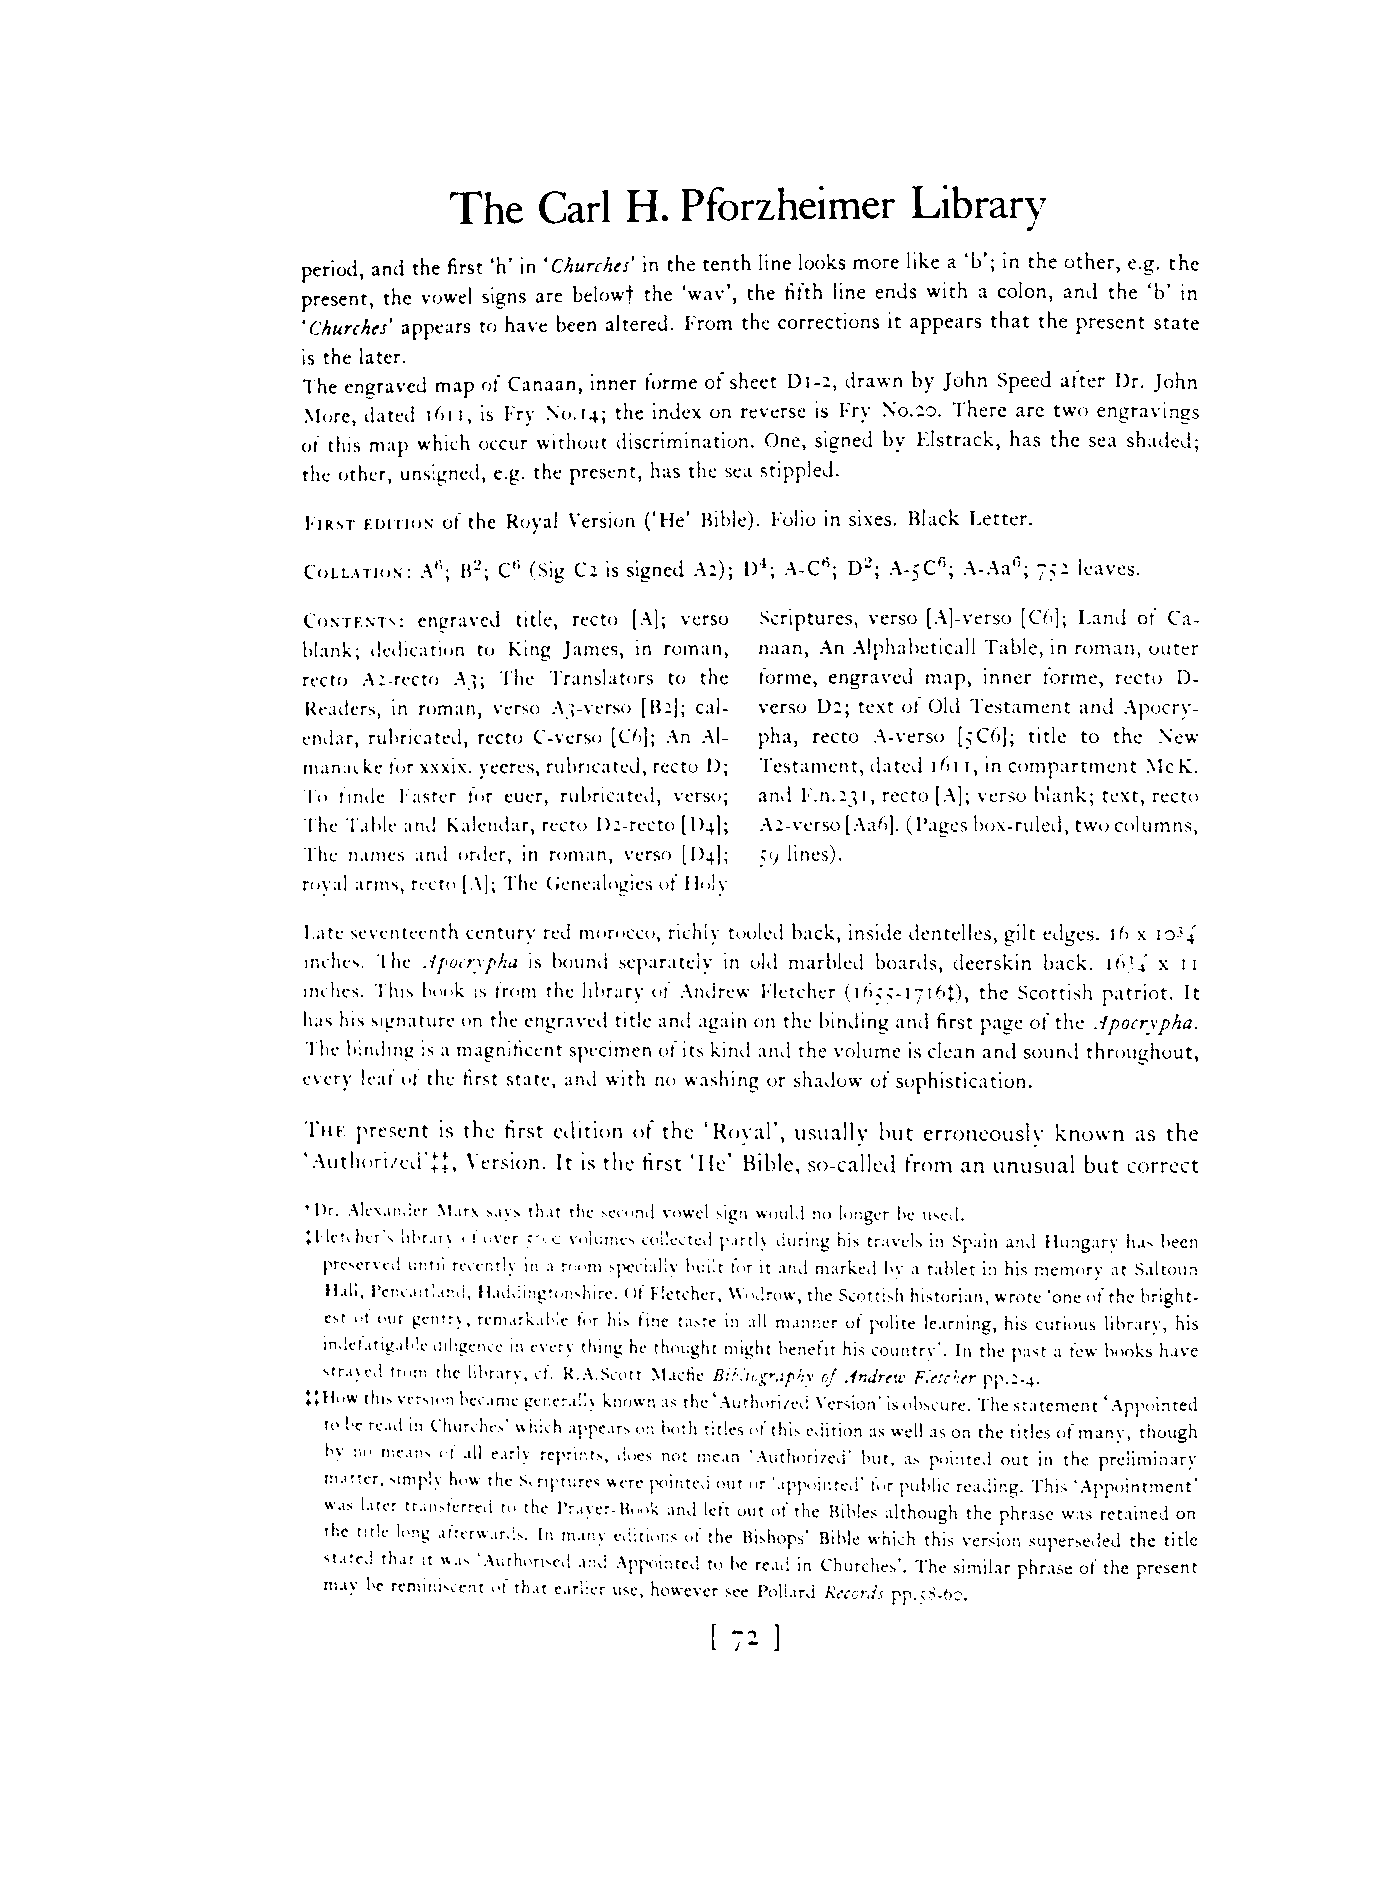 The Carl H. Pforzheimer Library
period, and the first ‘h’ in ‘Churches’ in the tenth line looks more like a ‘b’; in the other, e.g. the
present, the vowel signs are below† the ‘wav’, the fifth line ends with a colon, and the ‘b’ in
‘Churches’ appears to have been altered. From the corrections it appears that the present state
is the later.
The engraved map of Canaan, inner forme of sheet D1-2, drawn by John Speed after Dr. John
More, dated 1611, is Fry No.14; the index on reverse is Fry No.20. There are two engravings
of this map which occur without discrimination. One, signed by Elstrack, has the sea shaded;
the other, unsigned, e.g. the present, has the sea stippled.
First edition of the Royal Version (‘He’ Bible). Folio in sixes. Black Letter.
Collation: A⁶; B²; C⁶ (Sig C2 is signed A2); D⁴; A-C⁶; D²; A-5C⁶; A-Aa⁶; 752 leaves.
Contents: engraved title, recto [A]; verso
blank; dedication to King James, in roman,
recto A2-recto A3; The Translators to the
Readers, in roman, verso A3-verso [B2]; cal-
endar, rubricated, recto C-verso [C6]; An Al-
manacke for xxxix. yeeres, rubricated, recto D;
To finde Easter for euer, rubricated, verso;
The Table and Kalendar, recto D2-recto [D4];
The names and order, in roman, verso [D4];
royal arms, recto [A]; The Genealogies of Holy
Scriptures, verso [A]-verso [C6]; Land of Ca-
naan, An Alphabeticall Table, in roman, outer
forme, engraved map, inner forme, recto D-
verso D2; text of Old Testament and Apocry-
pha, recto A-verso [5C6]; title to the New
Testament, dated 1611, in compartment McK.
and F.n.231, recto [A]; verso blank; text, recto
A2-verso [Aa6]. (Pages box-ruled, two columns,
59 lines).
Late seventeenth century red morocco, richly tooled back, inside dentelles, gilt edges. 16 x 10¾
inches. The Apocrypha is bound separately in old marbled boards, deerskin back. 16¼ x 11
inches. This book is from the library of Andrew Fletcher (1655-1716‡), the Scottish patriot. It
has his signature on the engraved title and again on the binding and first page of the Apocrypha.
The binding is a magnificent specimen of its kind and the volume is clean and sound throughout,
every leaf of the first state, and with no washing or shadow of sophistication.
The present is the first edition of the ‘Royal’, usually but erroneously known as the
‘Authorized’‡‡, Version. It is the first ‘He’ Bible, so-called from an unusual but correct
†Dr. Alexander Marx says that the second vowel sign would no longer be used.
‡Fletcher's library of over volumes collected partly during his travels in Spain and Hungary has been
preserved until recently in a room specially built for it and marked by a tablet in his memory at Saltoun
Hall, Pencaitland, Haddingtonshire. Of Fletcher, Wodrow, the Scottish historian, wrote ‘one of the bright-
est of our gentry, remarkable for his fine taste in all manner of polite learning, his curious library, his
indefatigable diligence in every thing he thought might benefit his country’. In the past a few books have
strayed from the library, cf. R.A.Scott Macfie Bibliography of Andrew Fletcher pp.2-4.
‡‡How this version became generally known as the ‘Authorized Version’ is obscure. The statement ‘Appointed
to be read in Churches’ which appears on both titles of this edition as well as on the titles of many, though
by no means of all early reprints, does not mean ‘Authorized’ but, as pointed out in the preliminary
matter, simply how the Scriptures were pointed out or ‘appointed’ for public reading. This ‘Appointment’
was later transferred to the Prayer-Book and left out of the Bibles although the phrase was retained on
the title long afterwards. In many editions of the Bishops' Bible which this version superseded the title
stated that it was ‘Authorised and Appointed to be read in Churches’. The similar phrase of the present
may be reminiscent of that earlier use, however see Pollard Records pp.58-60.
[ 72 ]